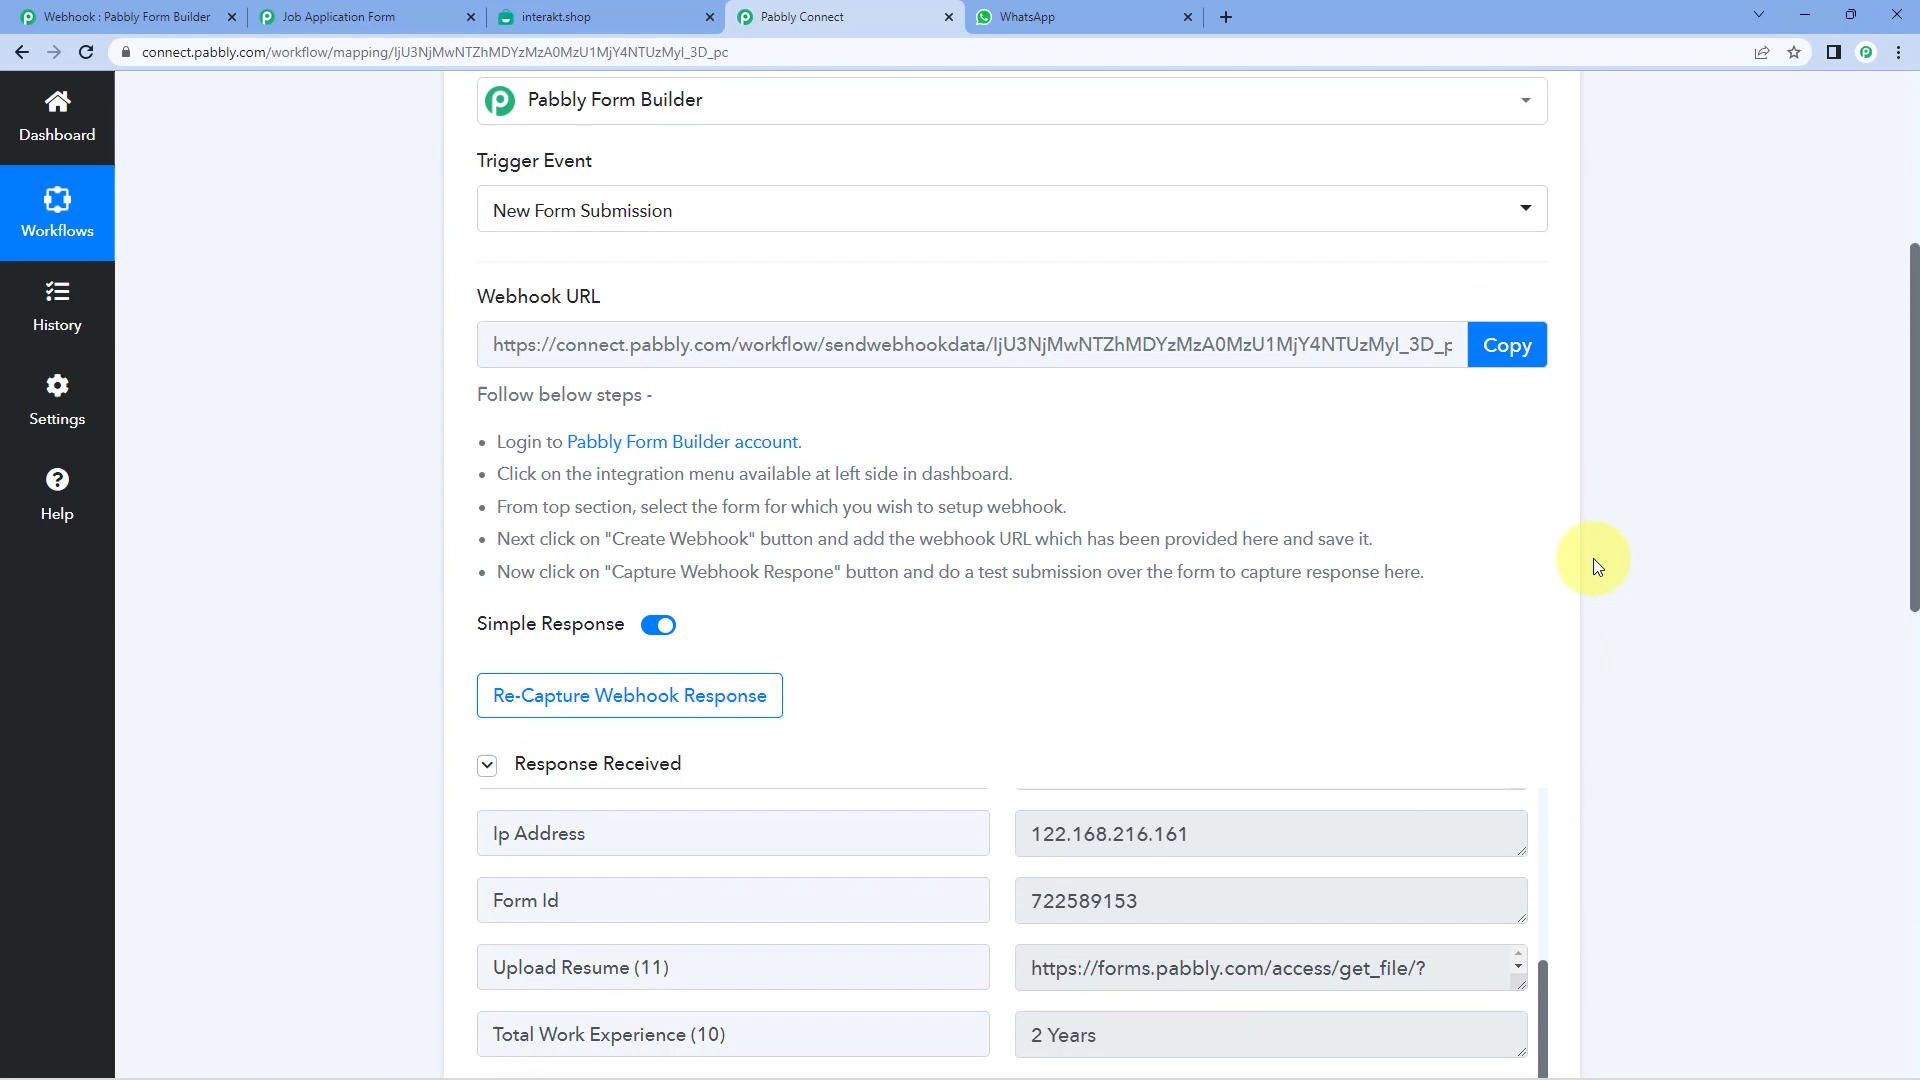 Webhook : Pabbly Form Builder
Job Application Form
interakt.shop
Pabbly Connect
WhatsApp
connect.pabbly.com/workflow/mapping/IjU3NjMwNTZhMDYzMzA0MzU1MjY4NTUzMyI_3D_pc
Dashboard
Workflows
History
Settings
Help
Pabbly Form Builder
Trigger Event
New Form Submission
Webhook URL
https://connect.pabbly.com/workflow/sendwebhookdata/IjU3NjMwNTZhMDYzMzA0MzU1MjY4NTUzMyI_3D_p
Copy
Follow below steps -
• Login to Pabbly Form Builder account.
• Click on the integration menu available at left side in dashboard.
• From top section, select the form for which you wish to setup webhook.
• Next click on "Create Webhook" button and add the webhook URL which has been provided here and save it.
• Now click on "Capture Webhook Respone" button and do a test submission over the form to capture response here.
Simple Response
Re-Capture Webhook Response
Response Received
Ip Address
122.168.216.161
Form Id
722589153
Upload Resume (11)
https://forms.pabbly.com/access/get_file/?
Total Work Experience (10)
2 Years